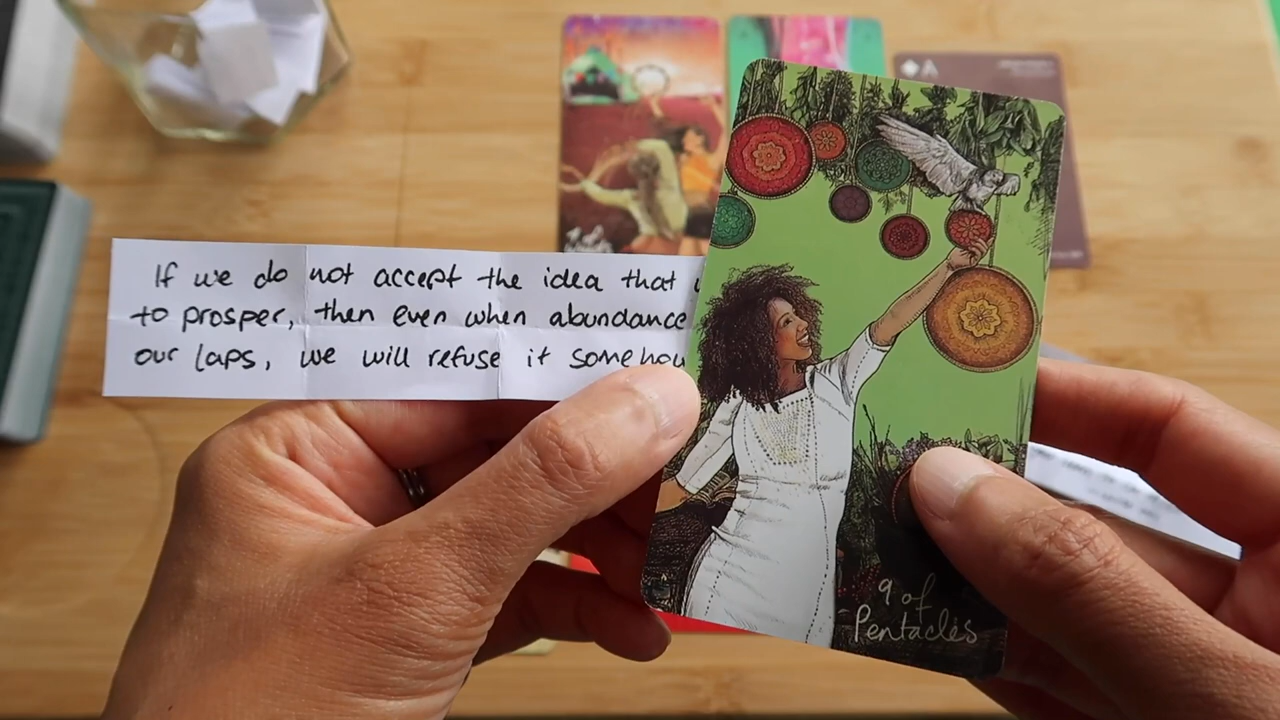 If we do not accept the idea that
to prosper, then even when abundance
our laps, we will refuse it somehow
9 of
Pentacles
A